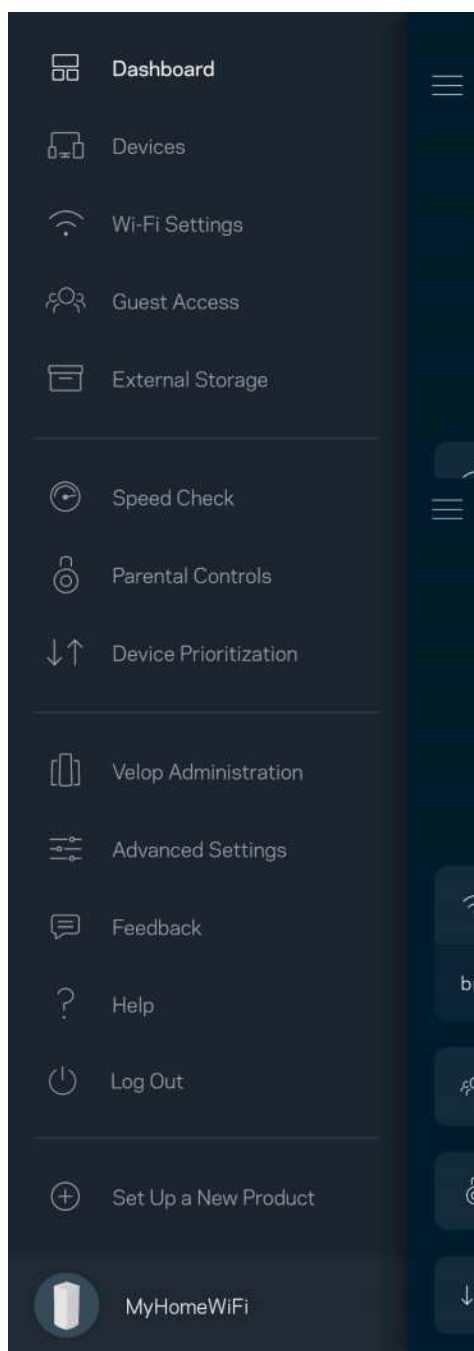 Dashboard
Devices
Wi-Fi Settings
Guest Access
External Storage
Speed Check
Parental Controls
Device Prioritization
Velop Administration
Advanced Settings
Feedback
Help
Log Out
Set Up a New Product
MyHomeWiFi